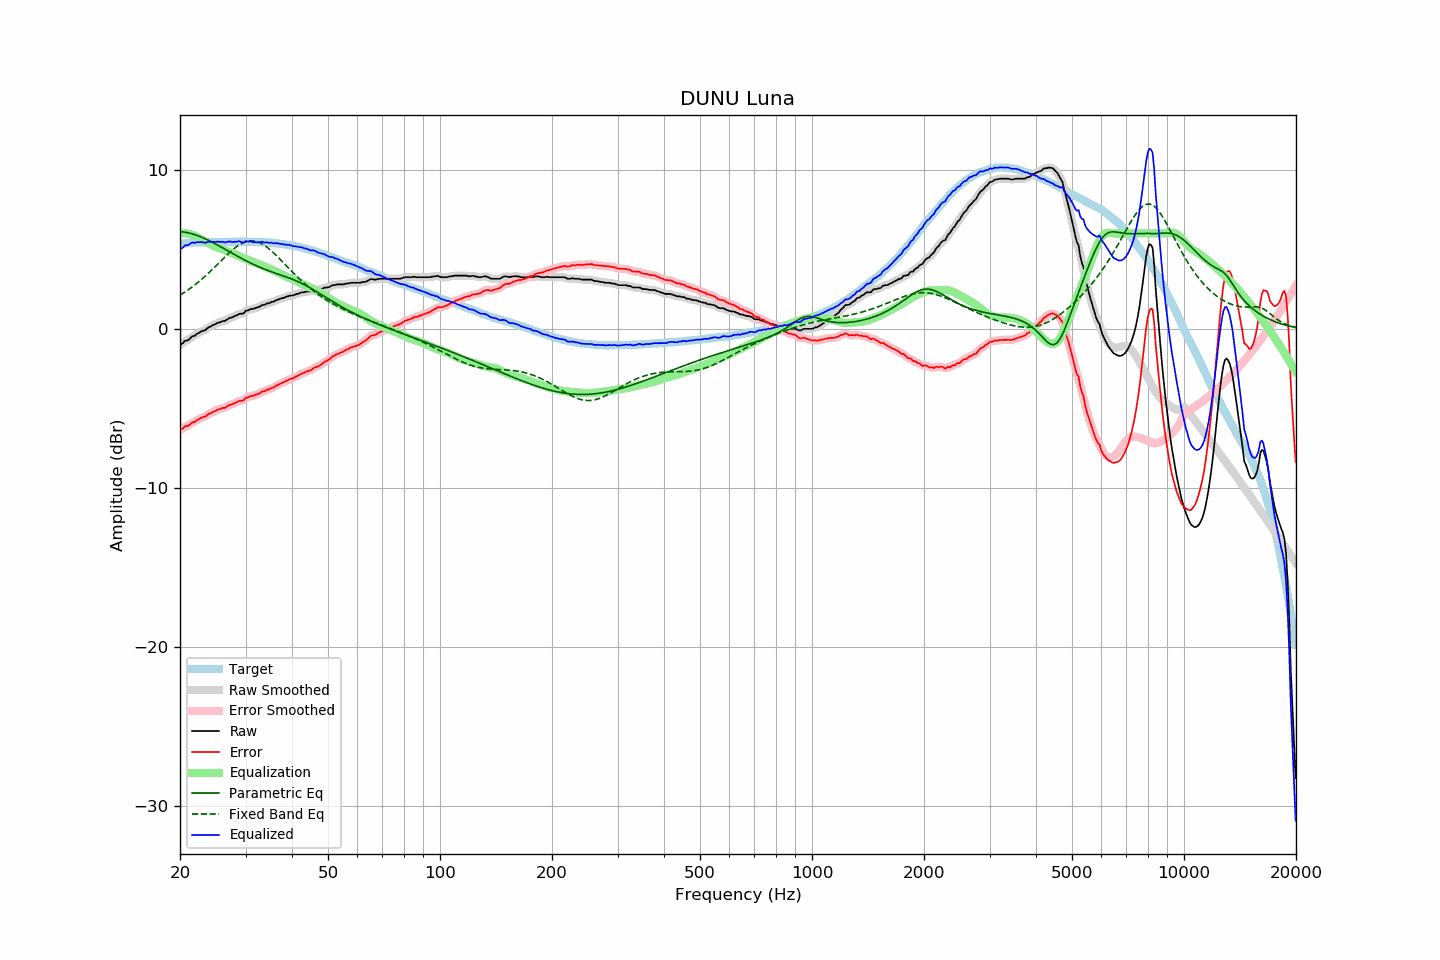 DUNU Luna
10
0
−10
−20
−30
Amplitude (dBr)
Target
Raw Smoothed
Error Smoothed
Raw
Error
Equalization
Parametric Eq
Fixed Band Eq
Equalized
20 50 100 200 500 1000 2000 5000 10000 20000
Frequency (Hz)